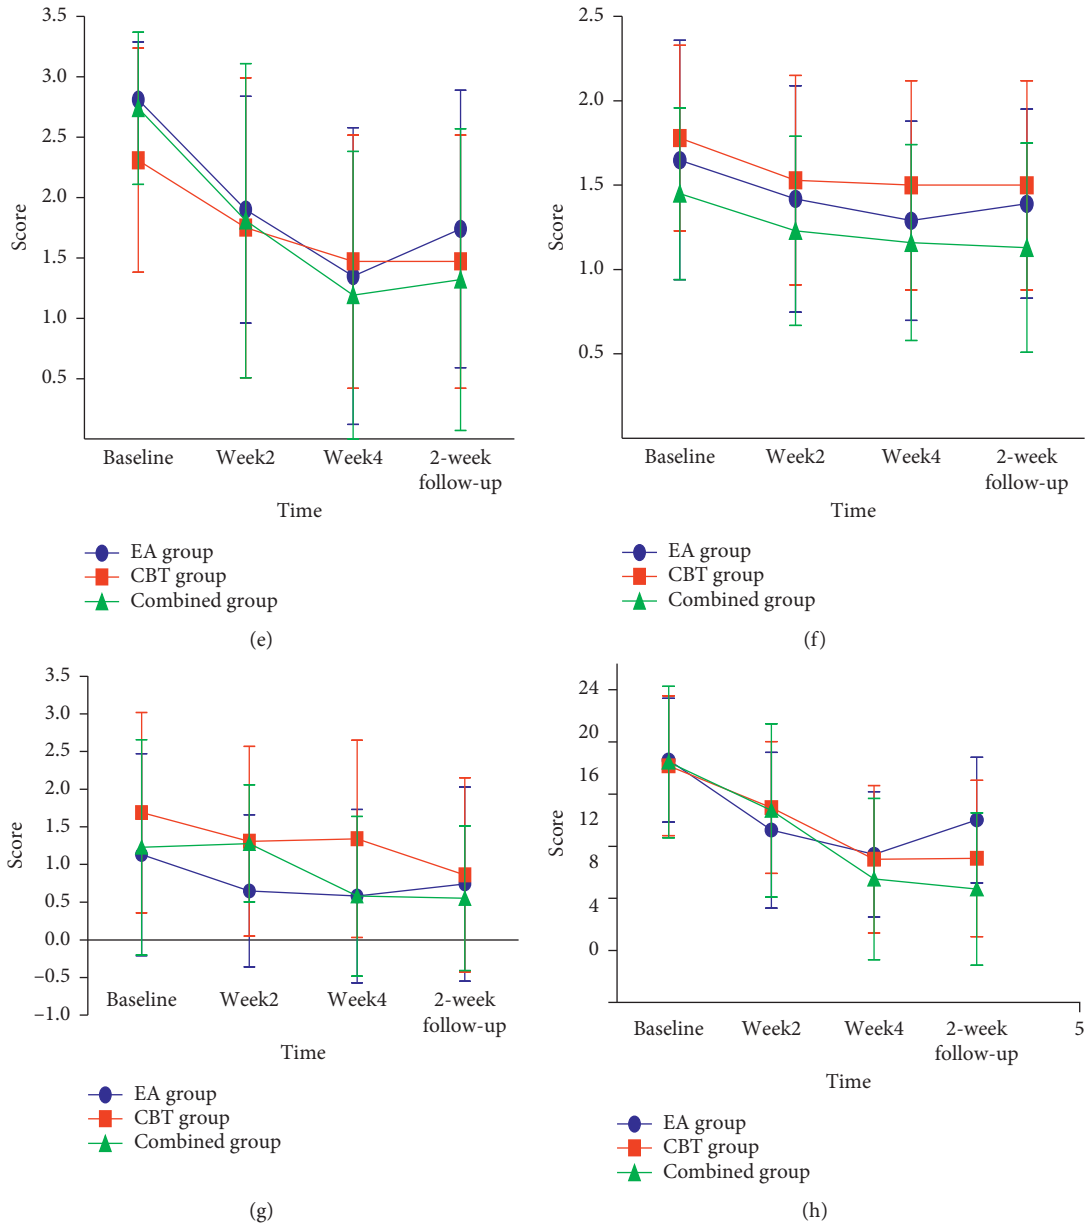 3.5
3.0
2.5
2.0
1.5
1.0
0.5
Score
Baseline Week2 Week4 2-week
follow-up
Time
EA group
CBT group
Combined group
(e)
2.5
2.0
1.5
1.0
0.5
Score
Baseline Week2 Week4 2-week
follow-up
Time
EA group
CBT group
Combined group
(f)
3.5
3.0
2.5
2.0
1.5
1.0
0.5
0.0
–0.5
–1.0
Score
Baseline Week2 Week4 2-week
follow-up
Time
EA group
CBT group
Combined group
(g)
24
20
16
12
8
4
0
Score
Baseline Week2 Week4 2-week 5
follow-up
Time
EA group
CBT group
Combined group
(h)